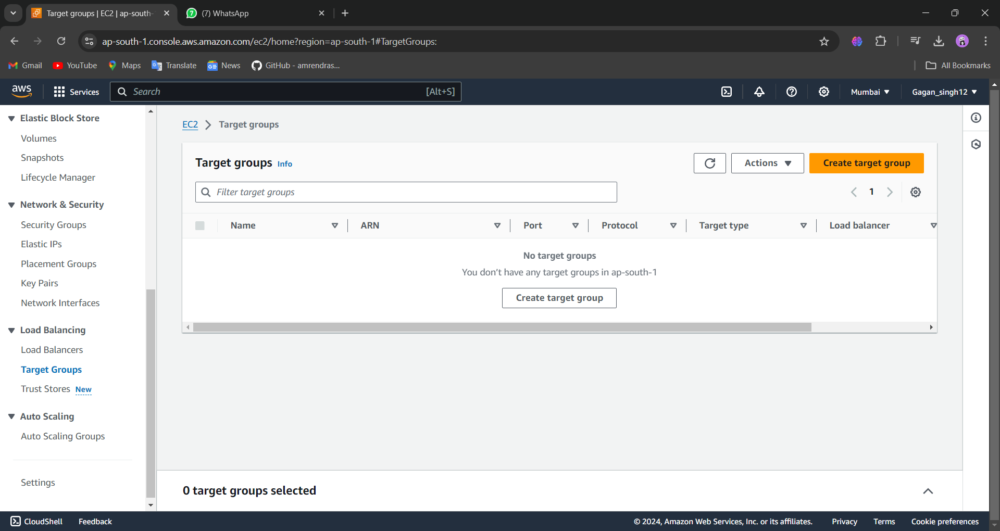 Target groups | EC2 | ap-south-
7
(7) WhatsApp
ap-south-1.console.aws.amazon.com/ec2/home?region=ap-south-1#TargetGroups:
Gmail
YouTube
Maps
Translate
News
GitHub - amrendras...
All Bookmarks
aws
Services
Search
[Alt+S]
Mumbai
Gagan_singh12
Elastic Block Store
Volumes
Snapshots
Lifecycle Manager
Network & Security
Security Groups
Elastic IPs
Placement Groups
Key Pairs
Network Interfaces
Load Balancing
Load Balancers
Target Groups
Trust Stores New
Auto Scaling
Auto Scaling Groups
Settings
EC2
Target groups
Target groups Info
Actions
Create target group
Filter target groups
1
Name
ARN
Port
Protocol
Target type
Load balancer
No target groups
You don't have any target groups in ap-south-1
Create target group
0 target groups selected
CloudShell
Feedback
© 2024, Amazon Web Services, Inc. or its affiliates.
Privacy
Terms
Cookie preferences